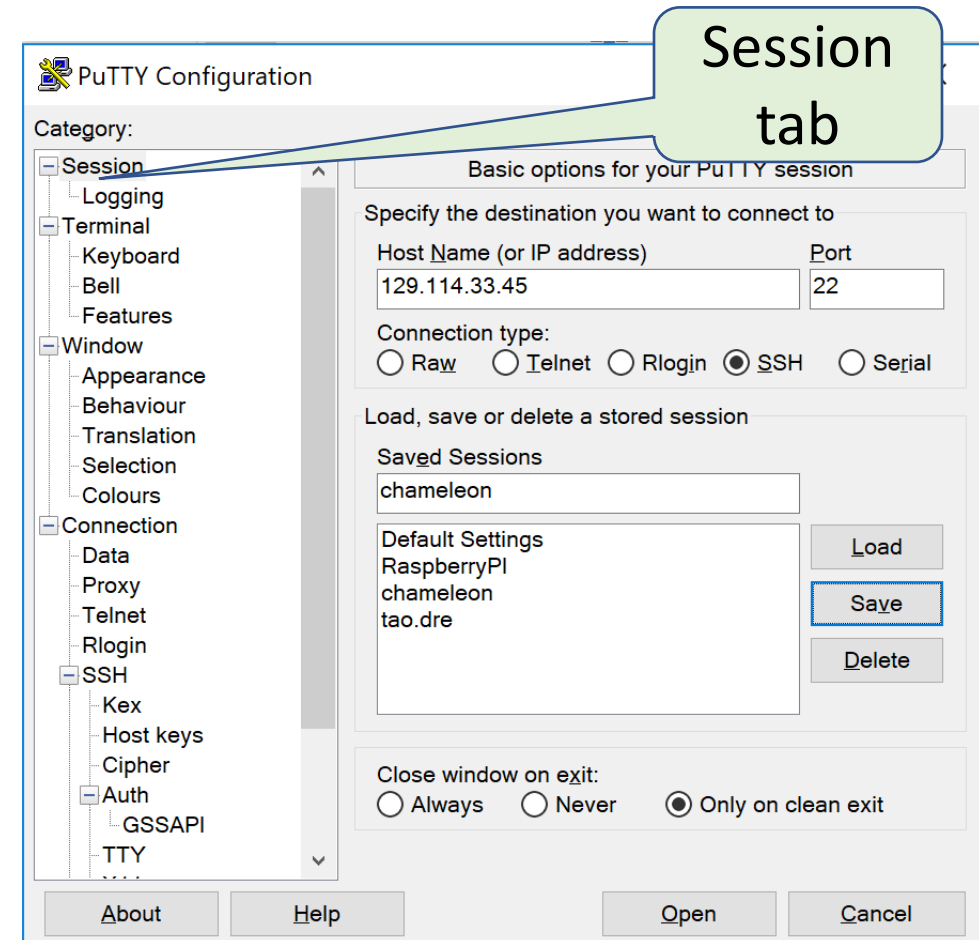 Session
tab
PuTTY Configuration
Category:
Session
Logging
Terminal
Keyboard
Bell
Features
Window
Appearance
Behaviour
Translation
Selection
Colours
Connection
Data
Proxy
Telnet
Rlogin
SSH
Kex
Host keys
Cipher
Auth
GSSAPI
TTY
Basic options for your PuTTY session
Specify the destination you want to connect to
Host Name (or IP address) Port
129.114.33.45 22
Connection type:
Raw Telnet Rlogin SSH Serial
Load, save or delete a stored session
Saved Sessions
chameleon
Default Settings
RaspberryPI
chameleon
tao.dre
Load
Save
Delete
Close window on exit:
Always Never Only on clean exit
About Help Open Cancel